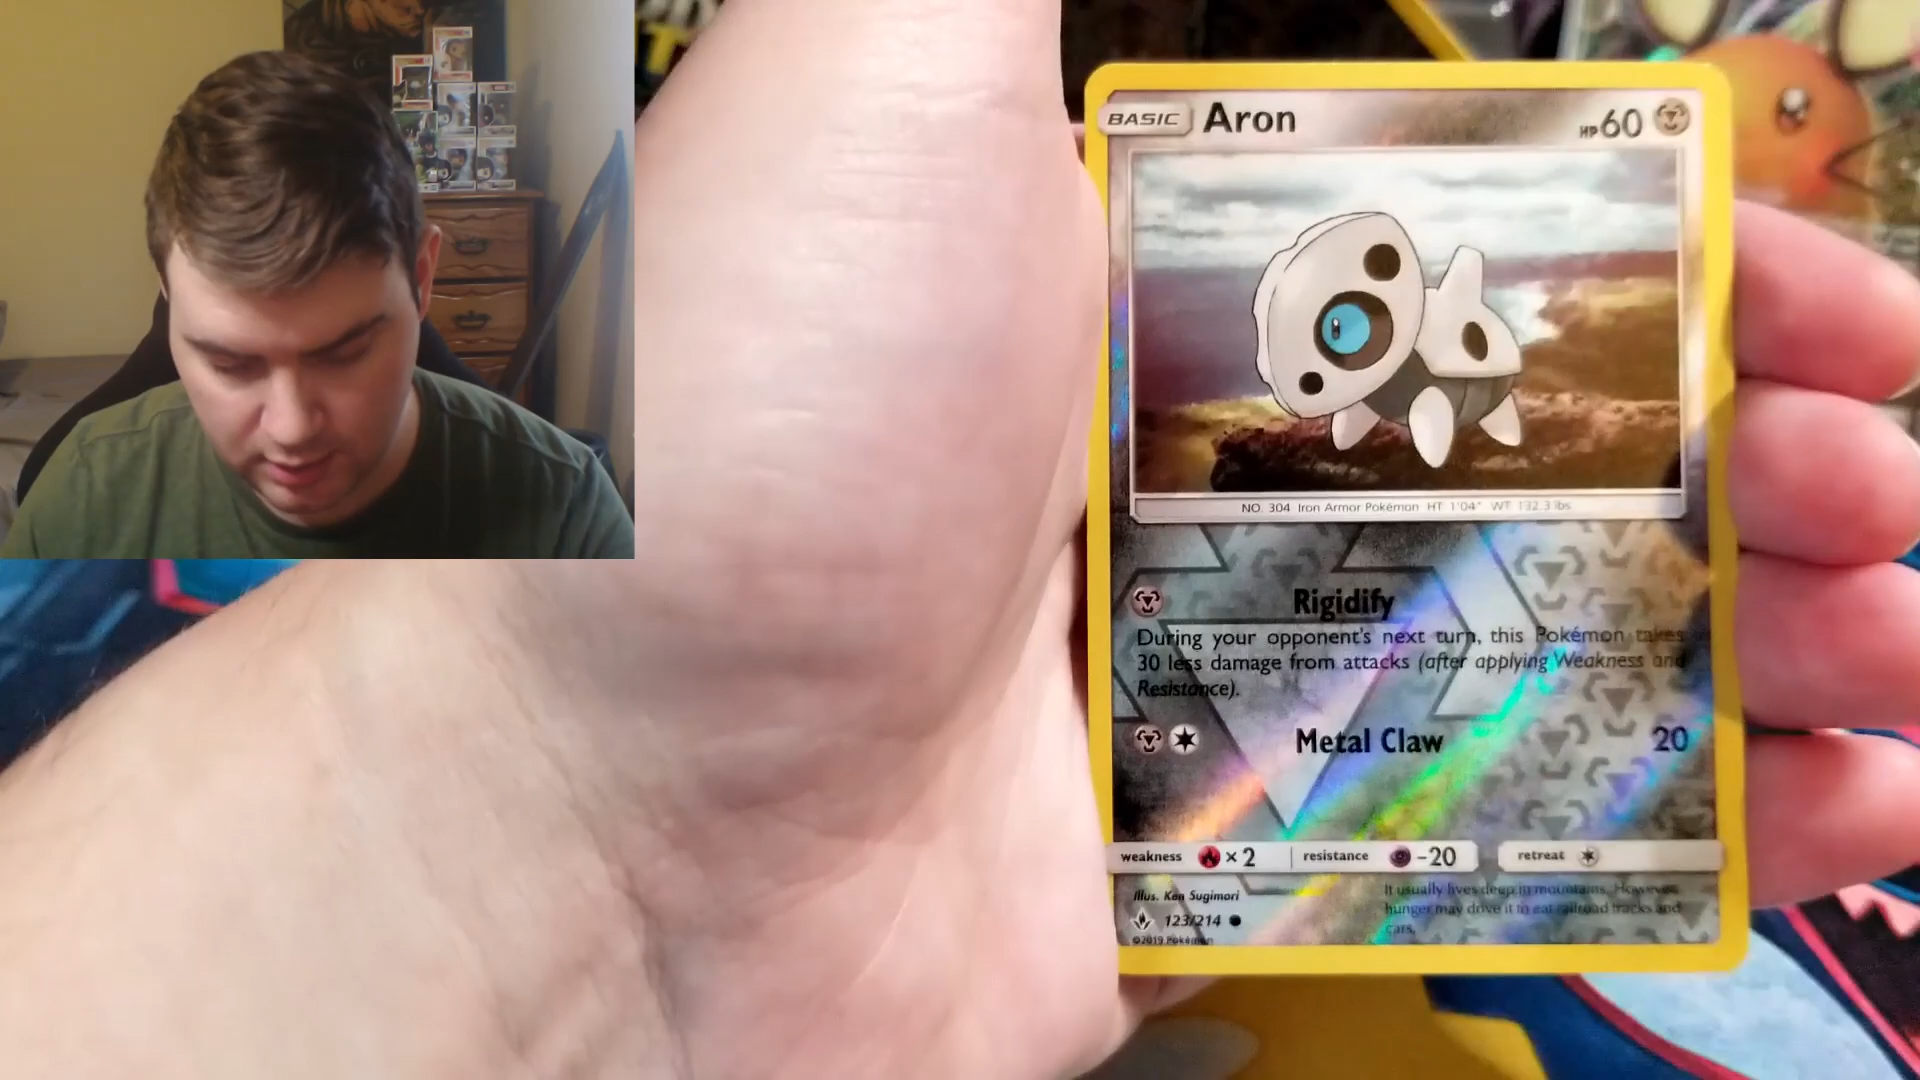 BASIC Aron HP60
NO. 304 Iron Armor Pokémon HT 1'04" WT 132.3 lbs
Rigidify
During your opponent's next turn, this Pokémon takes
30 less damage from attacks (after applying Weakness and
Resistance).
Metal Claw 20
weakness ×2 resistance -20 retreat
Illus. Ken Sugimori
123/214
©2019 Pokémon
It usually lives deep in mountains. However,
hunger may drive it to eat railroad tracks and
cars.